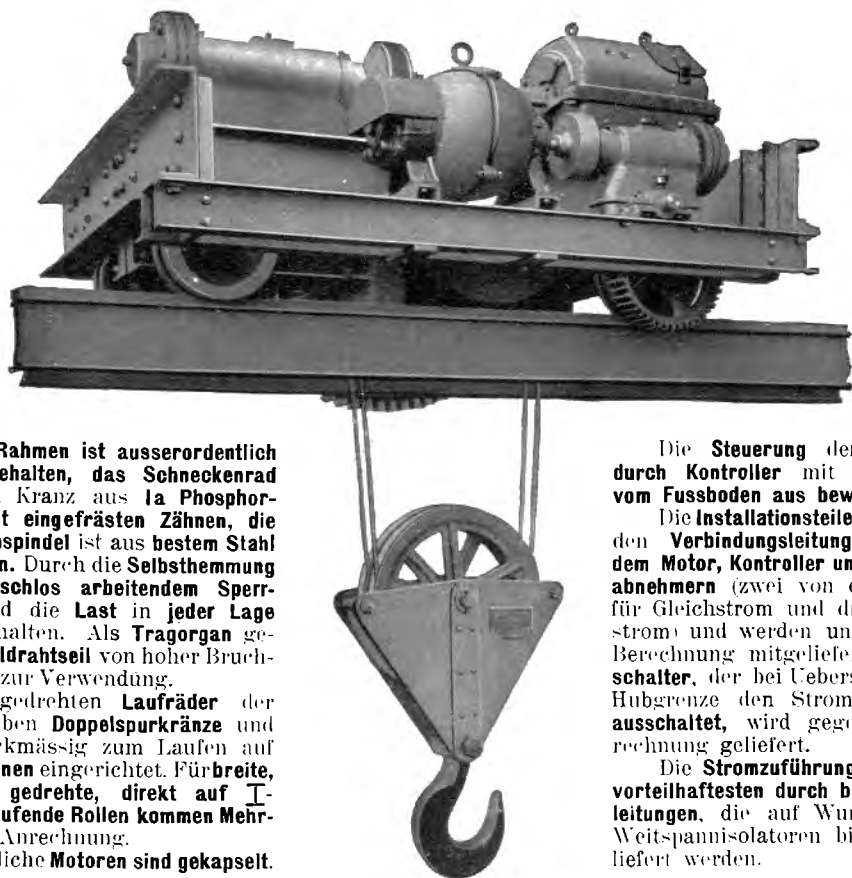 Rahmen ist ausserordentlich
ehalten, das Schneckenrad
Kranz aus Ia Phosphor-
t eingefrästen Zähnen, die
spindel ist aus bestem Stahl
n. Durch die Selbsthemmung
schlos arbeitendem Sperr-
d die Last in jeder Lage
halten. Als Tragorgan ge-
ldrahtseil von hoher Bruch-
zur Verwendung.
gedrehten Laufräder der
ben Doppelspurkränze und
kmässig zum Laufen auf
nen eingerichtet. Für breite,
gedrehte, direkt auf I-
ufende Rollen kommen Mehr-
Anrechnung.
liche Motoren sind gekapselt.
Die Steuerung der
durch Kontroller mit
vom Fussboden aus bew
Die Installationsteile
den Verbindungsleitung
dem Motor, Kontroller un
abnehmern (zwei von
für Gleichstrom und d
strom) und werden un
Berechnung mitgeliefe
schalter, der bei Uebers
Hubgrenze den Strom
ausschaltet, wird geg
rechnung geliefert.
Die Stromzuführung
vorteilhaftesten durch b
leitungen, die auf Wun
Weitspannisolatoren bi
liefert werden.